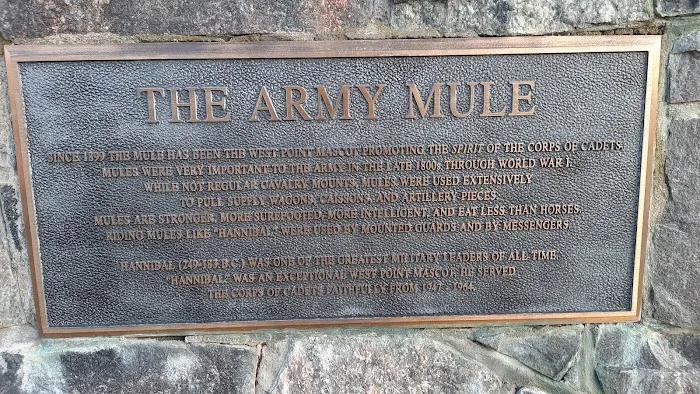 THE ARMY MULE
SINCE 1899 THE MULE HAS BEEN THE WEST POINT MASCOT PROMOTING THE SPIRIT OF THE CORPS OF CADETS.
MULES WERE VERY IMPORTANT TO THE ARMY IN THE LATE 1800s THROUGH WORLD WAR I.
WHILE NOT REGULAR CAVALRY MOUNTS, MULES WERE USED EXTENSIVELY
TO PULL SUPPLY WAGONS, CAISSONS, AND ARTILLERY PIECES.
MULES ARE STRONGER, MORE SUREFOOTED, MORE INTELLIGENT, AND EAT LESS THAN HORSES.
RIDING MULES LIKE "HANNIBAL" WERE USED BY MOUNTED GUARDS AND BY MESSENGERS.
HANNIBAL (249-183 B.C.) WAS ONE OF THE GREATEST MILITARY LEADERS OF ALL TIME.
"HANNIBAL" WAS AN EXCEPTIONAL WEST POINT MASCOT. HE SERVED
THE CORPS OF CADETS FAITHFULLY FROM 1947 - 1964.